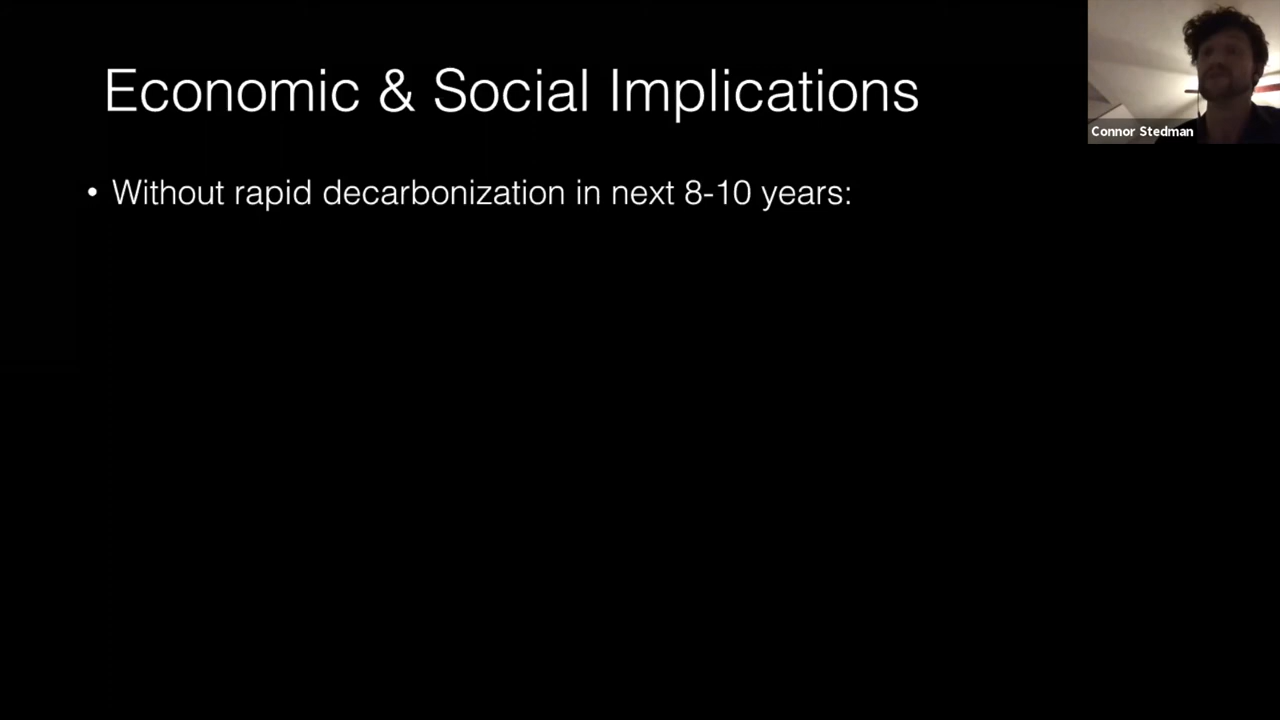 Economic & Social Implications
Connor Stedman
• Without rapid decarbonization in next 8-10 years: